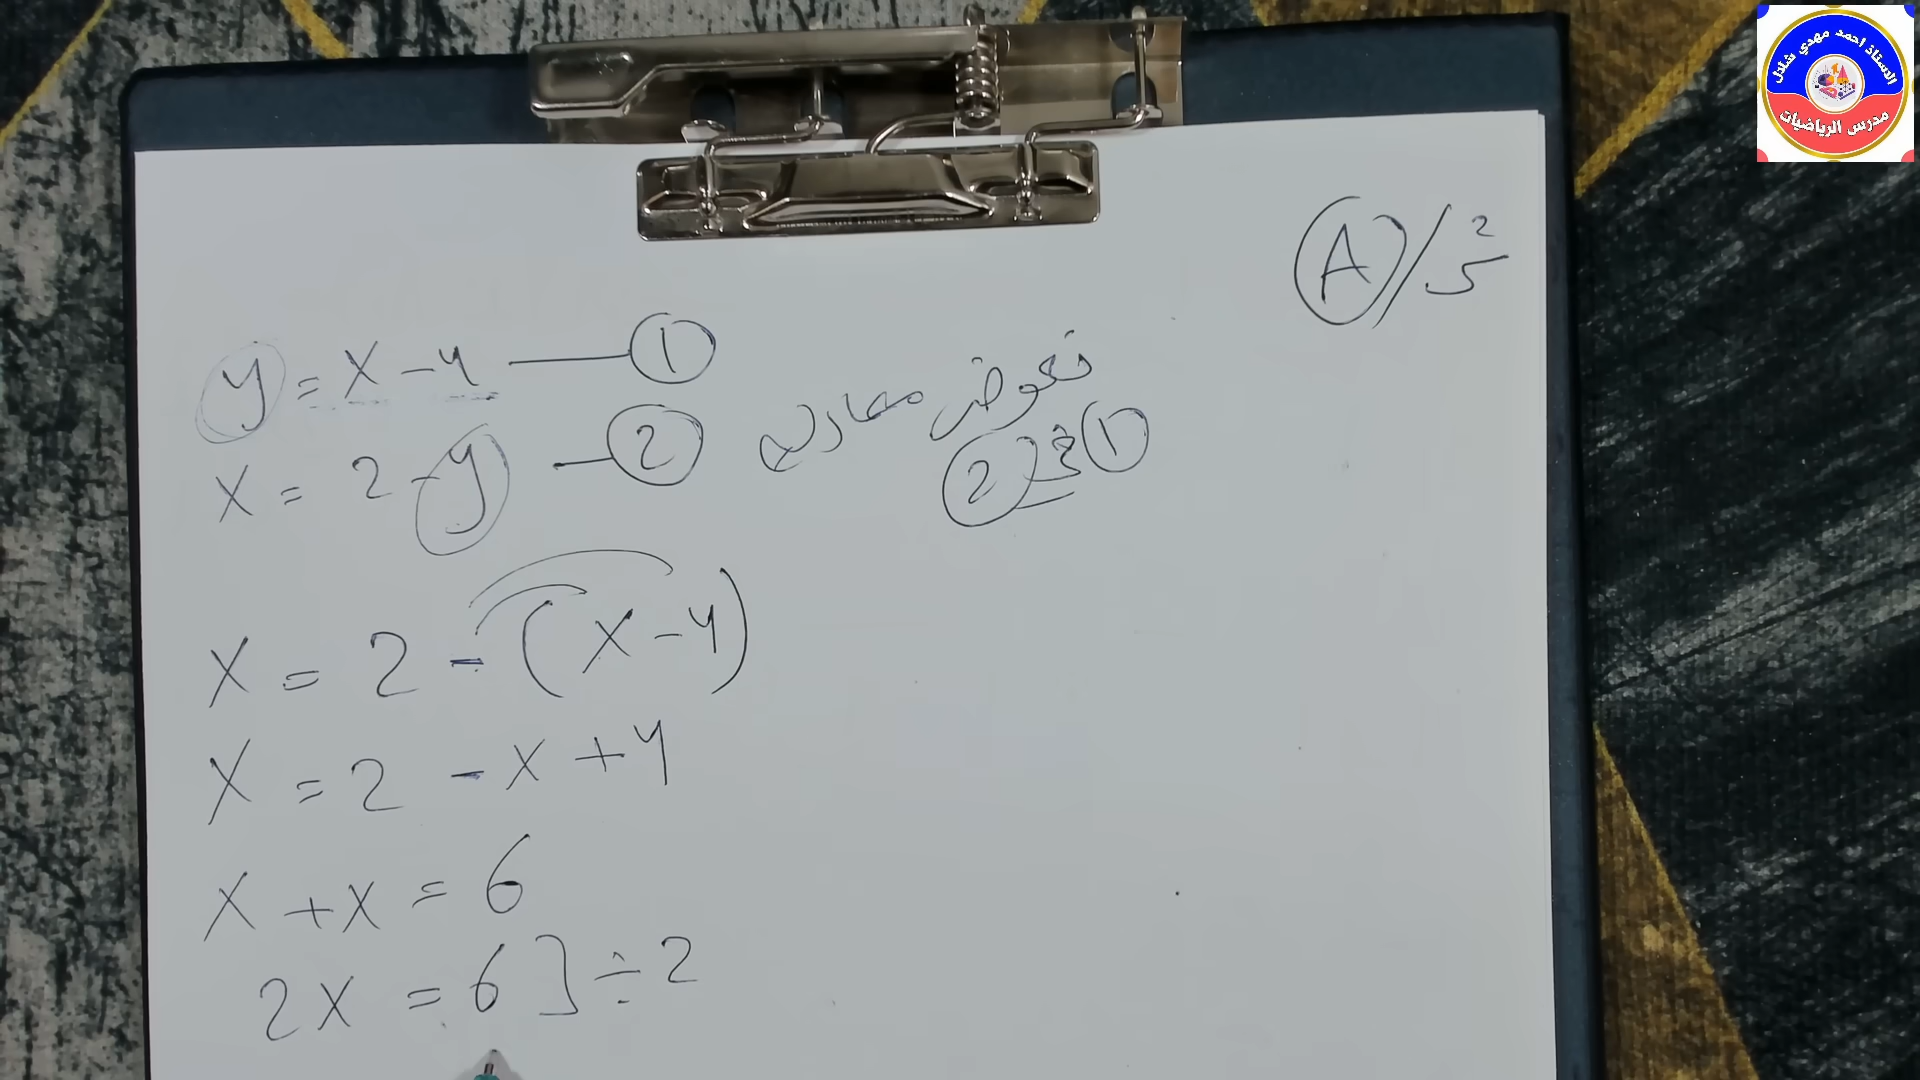 الاستاذ احمد مهدي شلال
مدرس الرياضيات
س2 / A
y = x - 4 — 1
x = 2 - y — 2
نعوض معادلة
1 في 2
x = 2 - (x - 4)
x = 2 - x + 4
x + x = 6
2x = 6 ] ÷ 2